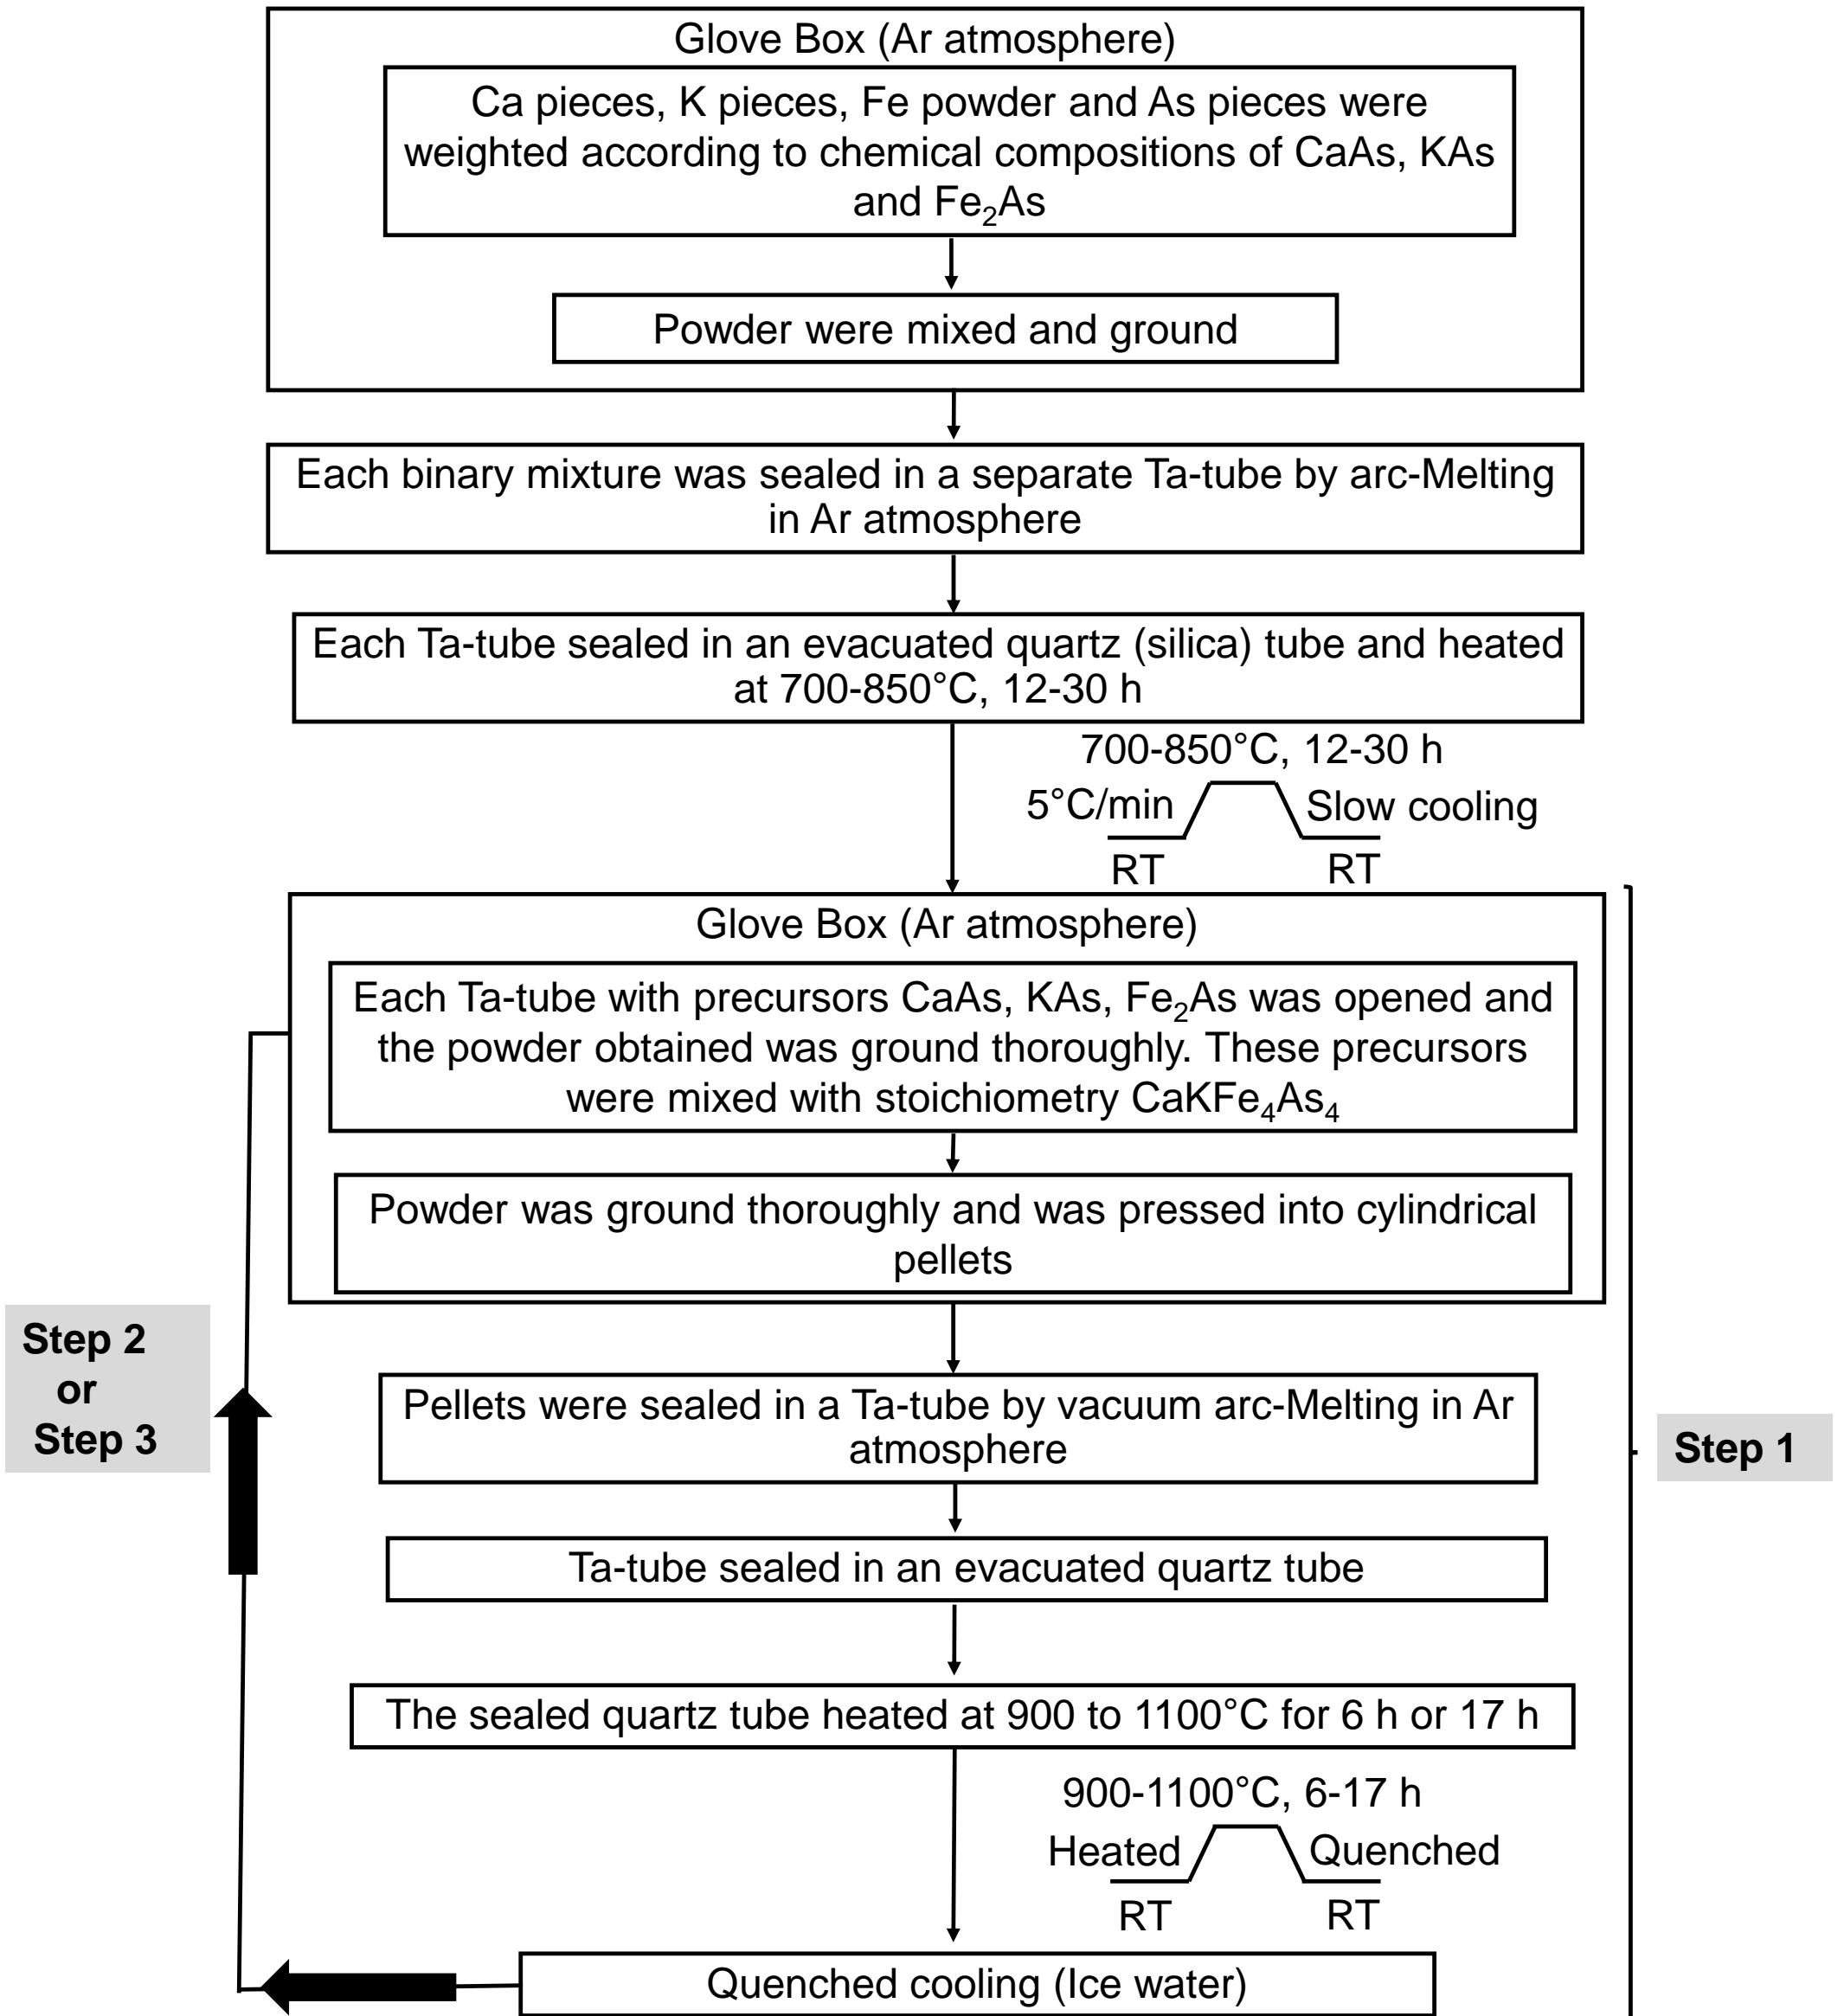 Glove Box (Ar atmosphere)
Ca pieces, K pieces, Fe powder and As pieces were
weighted according to chemical compositions of CaAs, KAs
and Fe₂As
Powder were mixed and ground
Each binary mixture was sealed in a separate Ta-tube by arc-Melting
in Ar atmosphere
Each Ta-tube sealed in an evacuated quartz (silica) tube and heated
at 700-850°C, 12-30 h
700-850°C, 12-30 h
5°C/min
Slow cooling
RT
RT
Glove Box (Ar atmosphere)
Each Ta-tube with precursors CaAs, KAs, Fe₂As was opened and
the powder obtained was ground thoroughly. These precursors
were mixed with stoichiometry CaKFe₄As₄
Powder was ground thoroughly and was pressed into cylindrical
pellets
Step 2
or
Step 3
Pellets were sealed in a Ta-tube by vacuum arc-Melting in Ar
atmosphere
Step 1
Ta-tube sealed in an evacuated quartz tube
The sealed quartz tube heated at 900 to 1100°C for 6 h or 17 h
900-1100°C, 6-17 h
Heated
Quenched
RT
RT
Quenched cooling (Ice water)